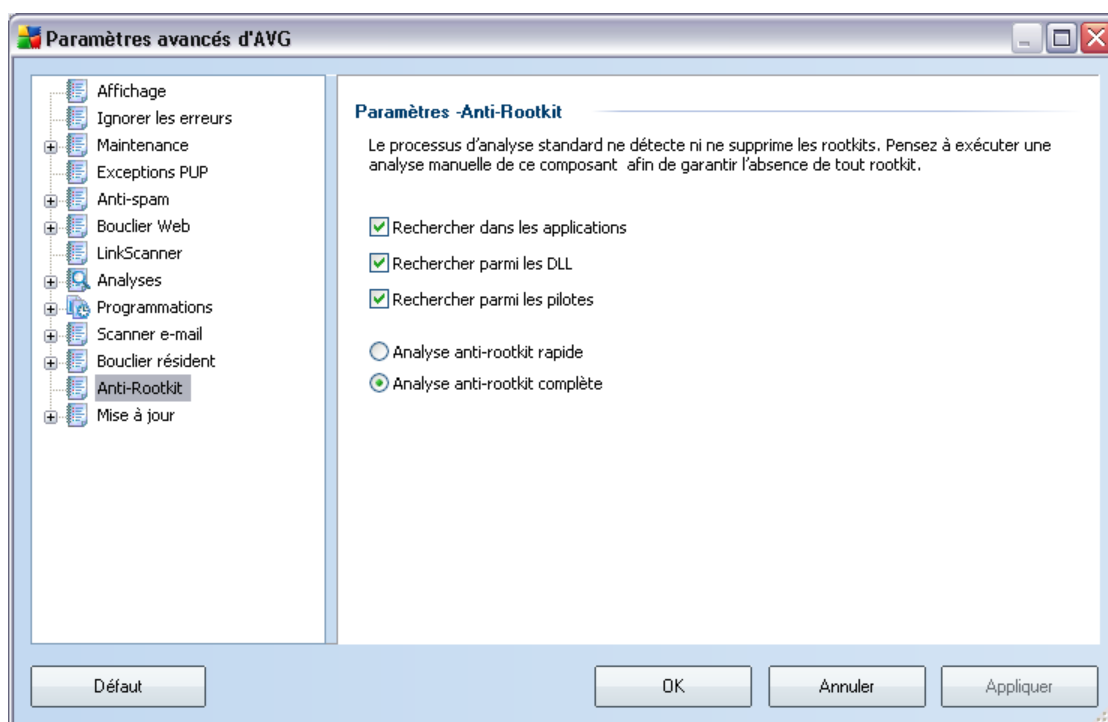 Paramètres avancés d'AVG
Affichage
Ignorer les erreurs
Maintenance
Exceptions PUP
Anti-spam
Bouclier Web
LinkScanner
Analyses
Programmations
Scanner e-mail
Bouclier résident
Anti-Rootkit
Mise à jour
Paramètres -Anti-Rootkit
Le processus d'analyse standard ne détecte ni ne supprime les rootkits. Pensez à exécuter une
analyse manuelle de ce composant afin de garantir l'absence de tout rootkit.
Rechercher dans les applications
Rechercher parmi les DLL
Rechercher parmi les pilotes
Analyse anti-rootkit rapide
Analyse anti-rootkit complète
Défaut
OK
Annuler
Appliquer